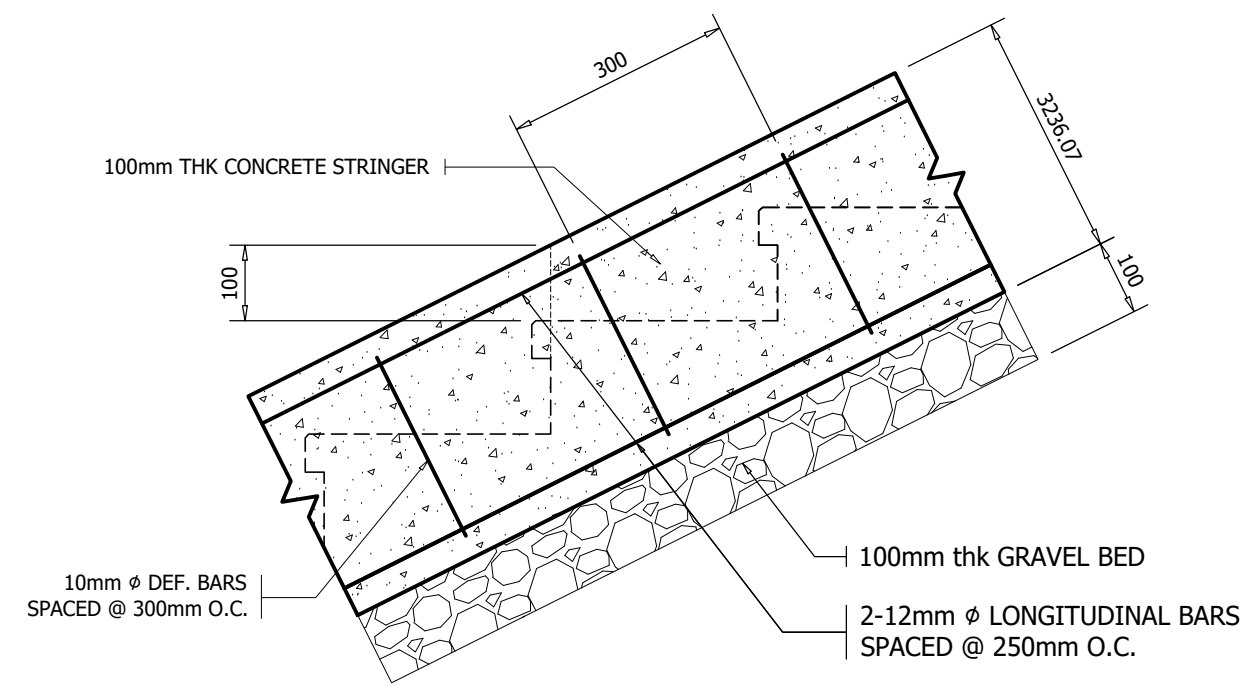 300
3236.07
100mm THK CONCRETE STRINGER
100
100
100mm thk GRAVEL BED
10mm ⌀ DEF. BARS
SPACED @ 300mm O.C.
2-12mm ⌀ LONGITUDINAL BARS
SPACED @ 250mm O.C.